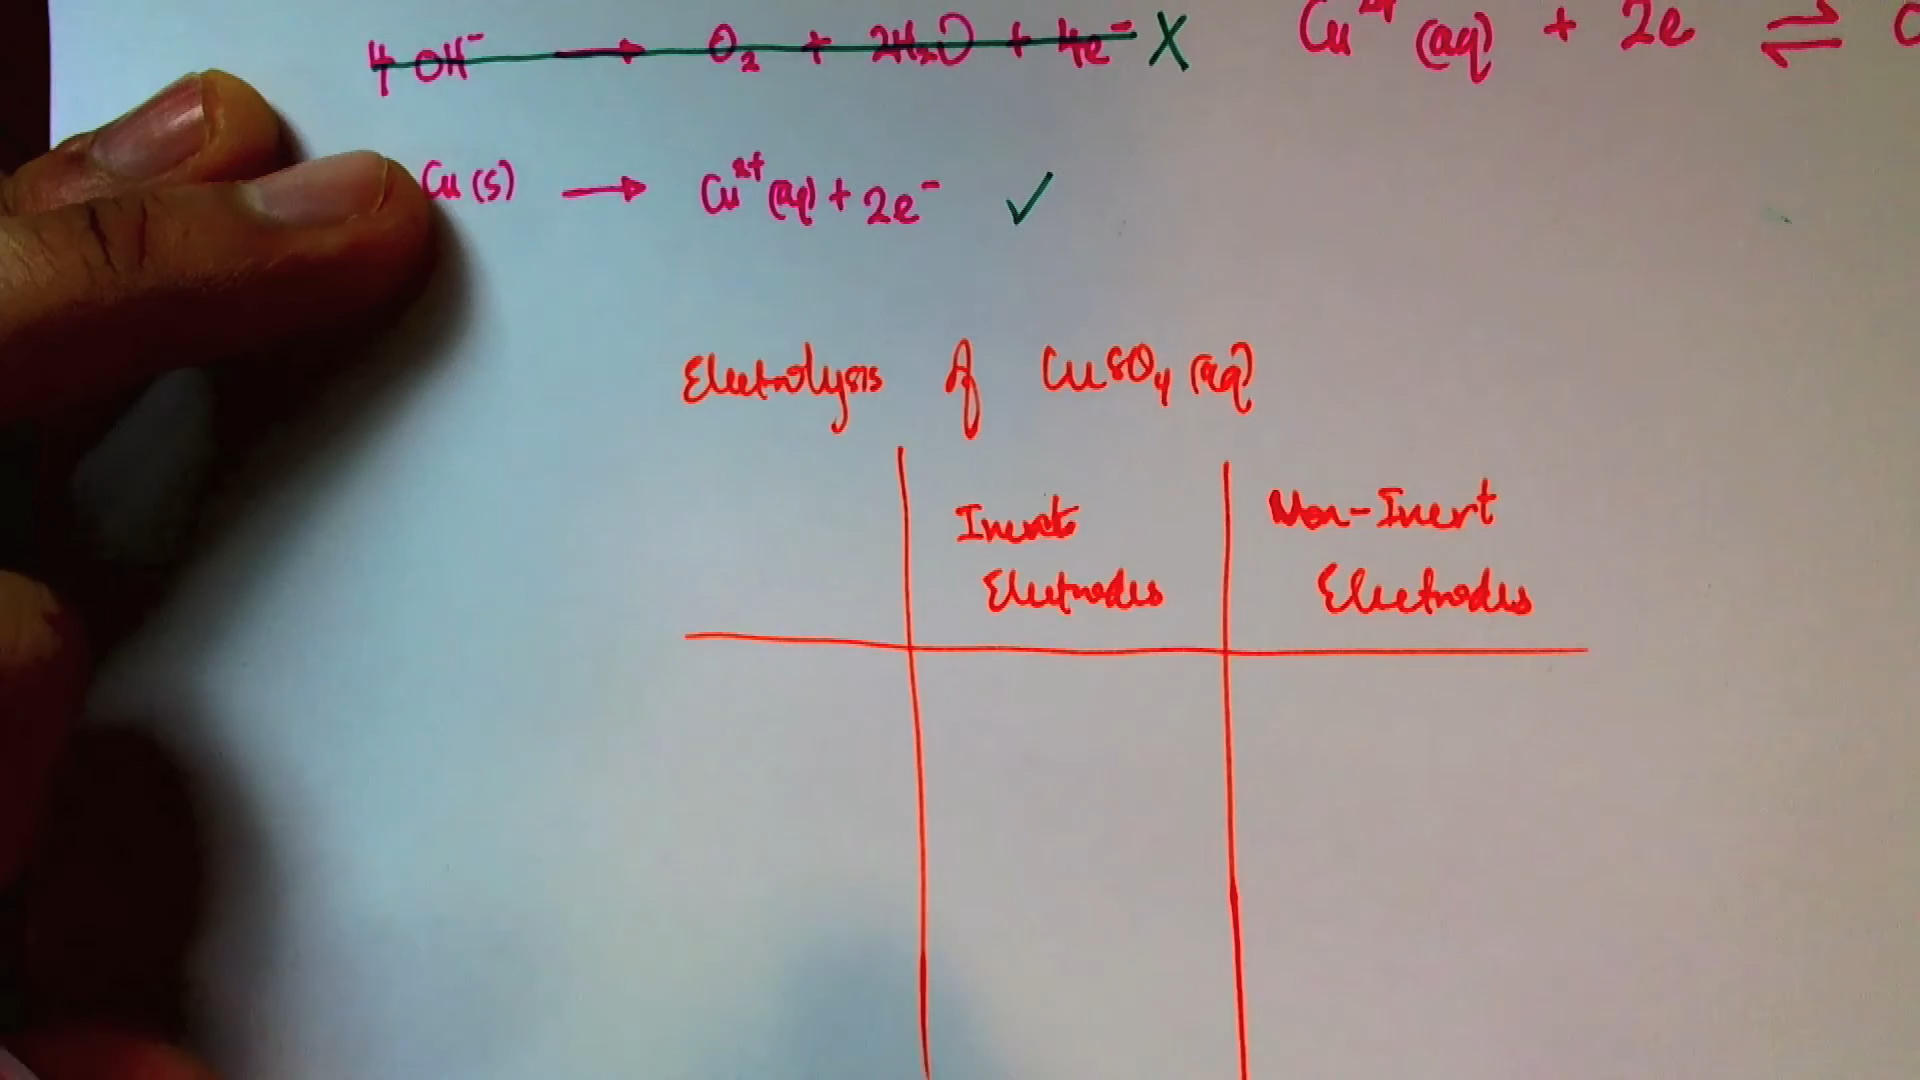 4 OH⁻ → O₂ + 2H₂O + 4e⁻ X
Cu²⁺ (aq) + 2e ⇌
Cu (s) → Cu²⁺ (aq) + 2e⁻ ✓
Electrolysis of CuSO₄ (aq)
Inert
Electrodes
Non-Inert
Electrodes